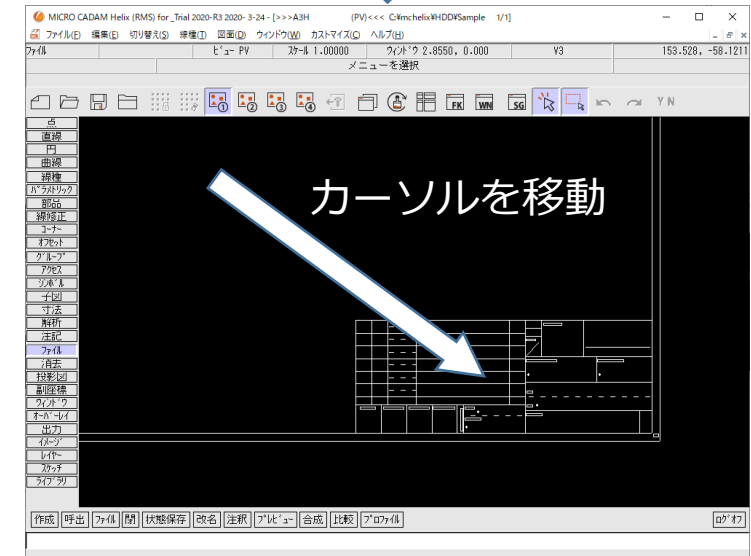 MICRO CADAM Helix (RMS) for _Trial 2020-R3 2020- 3-24 - [>>>A3H (PV)<<< C:¥mchelix¥HDD¥Sample 1/1]
ファイル(F) 編集(E) 切り替え(S) 線種(T) 図面(D) ウィンドウ(W) カストマイズ(C) ヘルプ(H)
ファイル ビュー PV スケール 1.00000 ウィンドウ 2.8550, 0.000 V3 153.528, -58.1211
メニューを選択
FK WN SG Y N
点
直線
円
曲線
線種
パラメトリック
部品
線修正
コーナー
オフセット
グループ
アクセス
シンボル
子図
寸法
解析
注記
ファイル
消去
投影図
副座標
ウィンドウ
オーバーレイ
出力
イメージ
レイヤー
スケッチ
ライブラリ
カーソルを移動
作成 呼出 ファイル 閉 状態保存 改名 注釈 プレビュー 合成 比較 プロファイル ログオフ